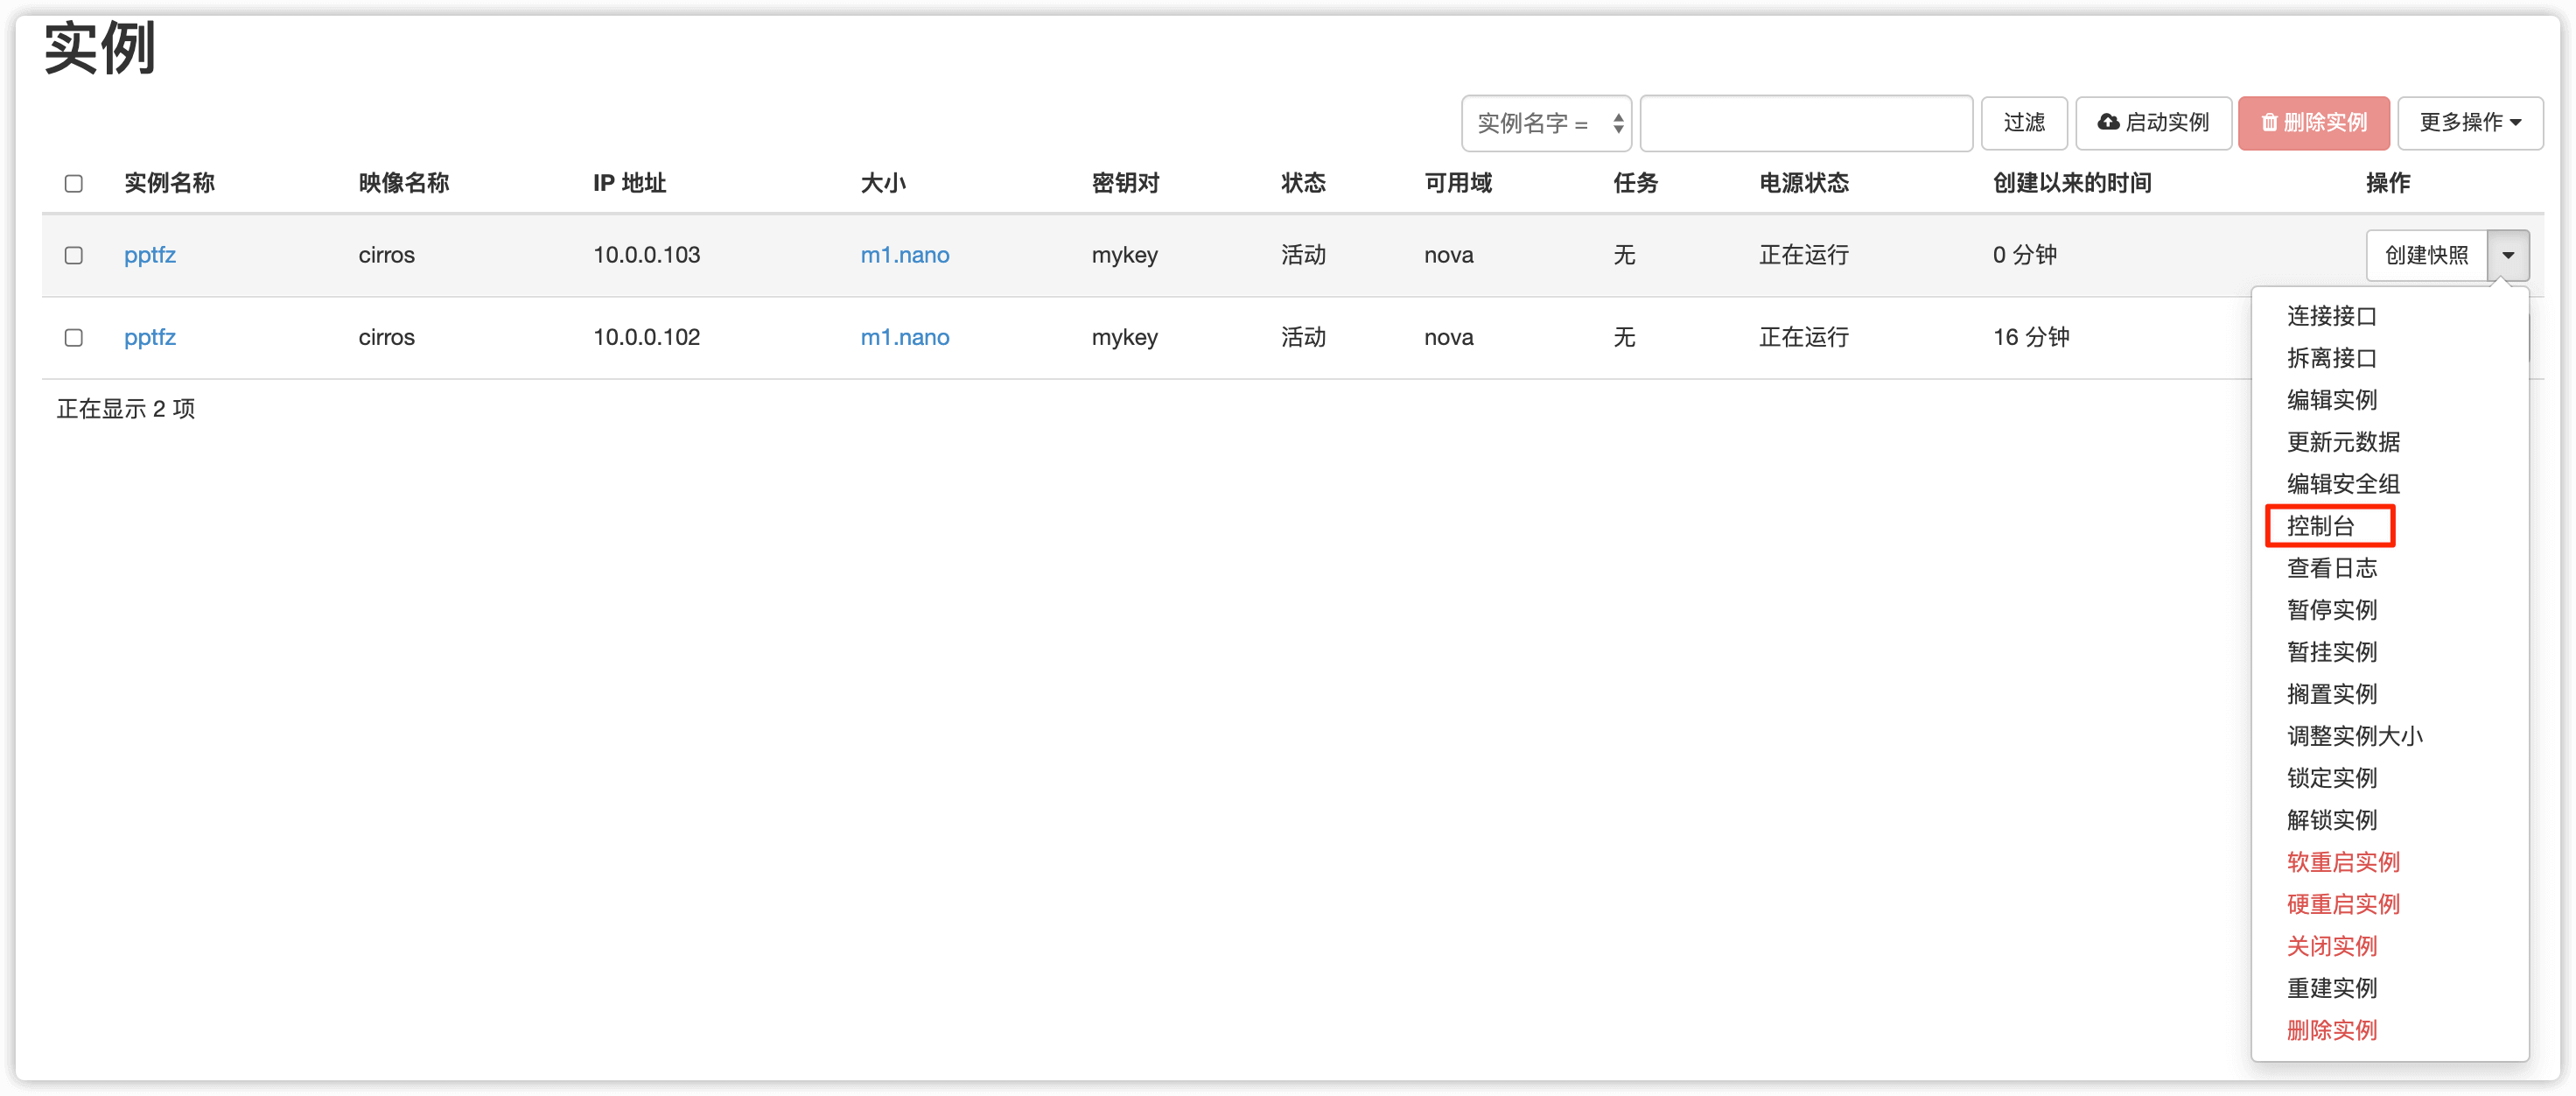 实例
实例名字 = 过滤 启动实例 删除实例 更多操作
实例名称 映像名称 IP 地址 大小 密钥对 状态 可用域 任务 电源状态 创建以来的时间 操作
pptfz cirros 10.0.0.103 m1.nano mykey 活动 nova 无 正在运行 0 分钟 创建快照
pptfz cirros 10.0.0.102 m1.nano mykey 活动 nova 无 正在运行 16 分钟
正在显示 2 项
连接接口
拆离接口
编辑实例
更新元数据
编辑安全组
控制台
查看日志
暂停实例
暂挂实例
搁置实例
调整实例大小
锁定实例
解锁实例
软重启实例
硬重启实例
关闭实例
重建实例
删除实例